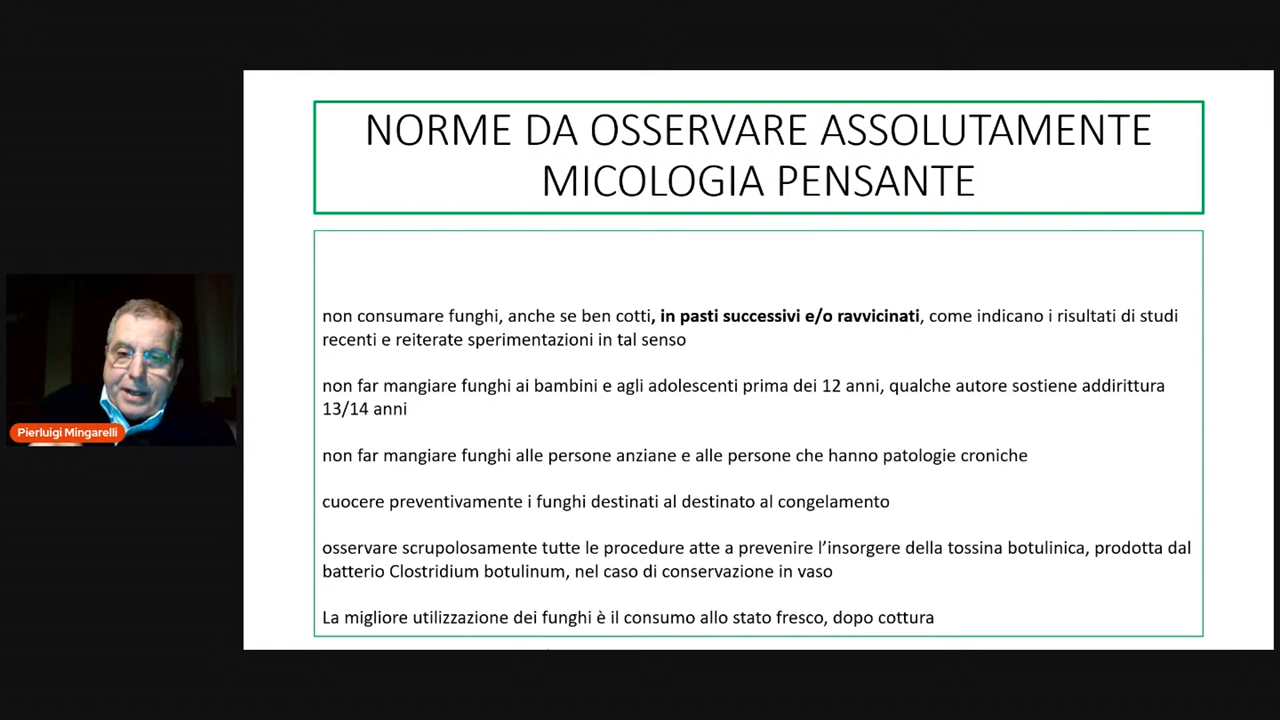 NORME DA OSSERVARE ASSOLUTAMENTE
MICOLOGIA PENSANTE
non consumare funghi, anche se ben cotti, in pasti successivi e/o ravvicinati, come indicano i risultati di studi
recenti e reiterate sperimentazioni in tal senso
non far mangiare funghi ai bambini e agli adolescenti prima dei 12 anni, qualche autore sostiene addirittura
13/14 anni
non far mangiare funghi alle persone anziane e alle persone che hanno patologie croniche
cuocere preventivamente i funghi destinati al destinato al congelamento
osservare scrupolosamente tutte le procedure atte a prevenire l’insorgere della tossina botulinica, prodotta dal
batterio Clostridium botulinum, nel caso di conservazione in vaso
La migliore utilizzazione dei funghi è il consumo allo stato fresco, dopo cottura
Pierluigi Mingarelli